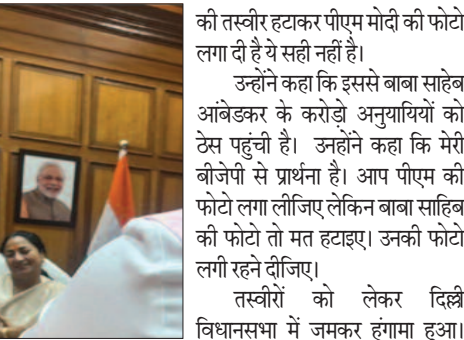 की तस्वीर हटाकर पीएम मोदी की फोटो
लगा दी है ये सही नहीं है।
उन्होंने कहा कि इससे बाबा साहेब
आंबेडकर के करोड़ो अनुयायियों को
ठेस पहुंची है। उनहोंने कहा कि मेरी
बीजेपी से प्रार्थना है। आप पीएम की
फोटो लगा लीजिए लेकिन बाबा साहिब
की फोटो तो मत हटाइए। उनकी फोटो
लगी रहने दीजिए।
तस्वीरों को लेकर दिल्ली
विधानसभा में जमकर हंगामा हुआ।